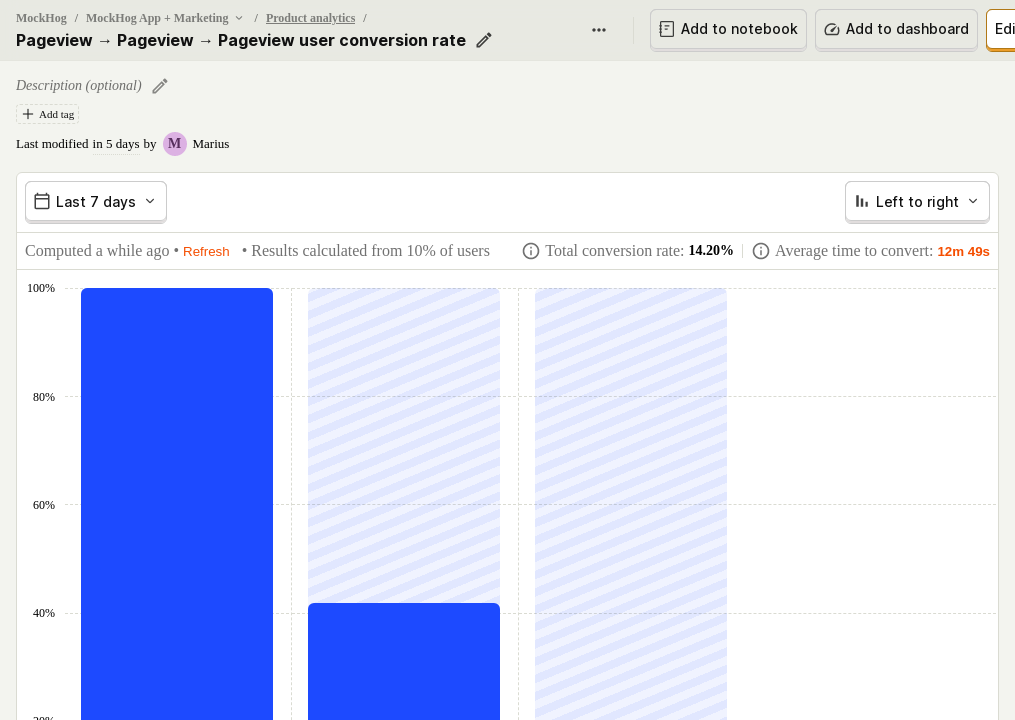 MockHog / MockHog App + Marketing / Product analytics /
Pageview → Pageview → Pageview user conversion rate
Add to notebook
Add to dashboard
Edi
Description (optional)
Add tag
Last modified in 5 days by M Marius
Last 7 days
Left to right
Computed a while ago • Refresh • Results calculated from 10% of users
Total conversion rate: 14.20%
Average time to convert: 12m 49s
100%
80%
60%
40%
20%